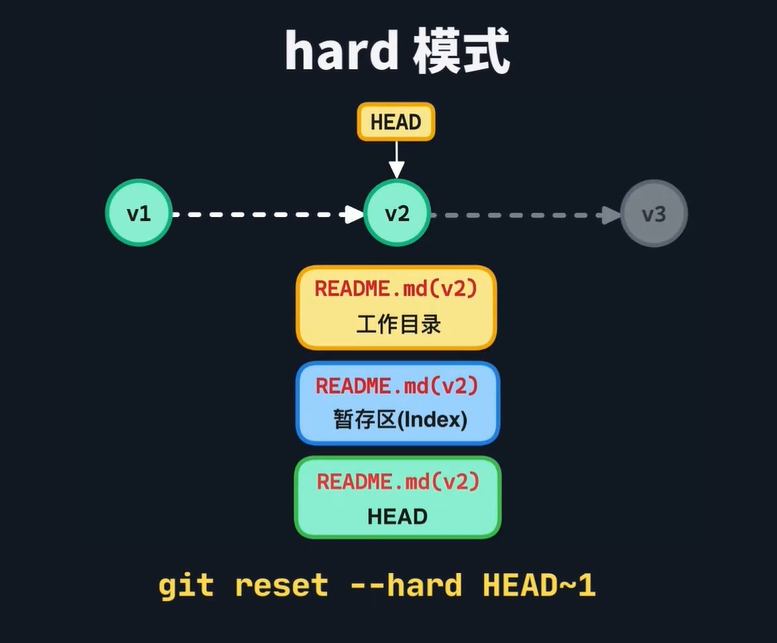 hard 模式
HEAD
v1 v2 v3
README.md(v2)
工作目录
README.md(v2)
暂存区(Index)
README.md(v2)
HEAD
git reset --hard HEAD~1